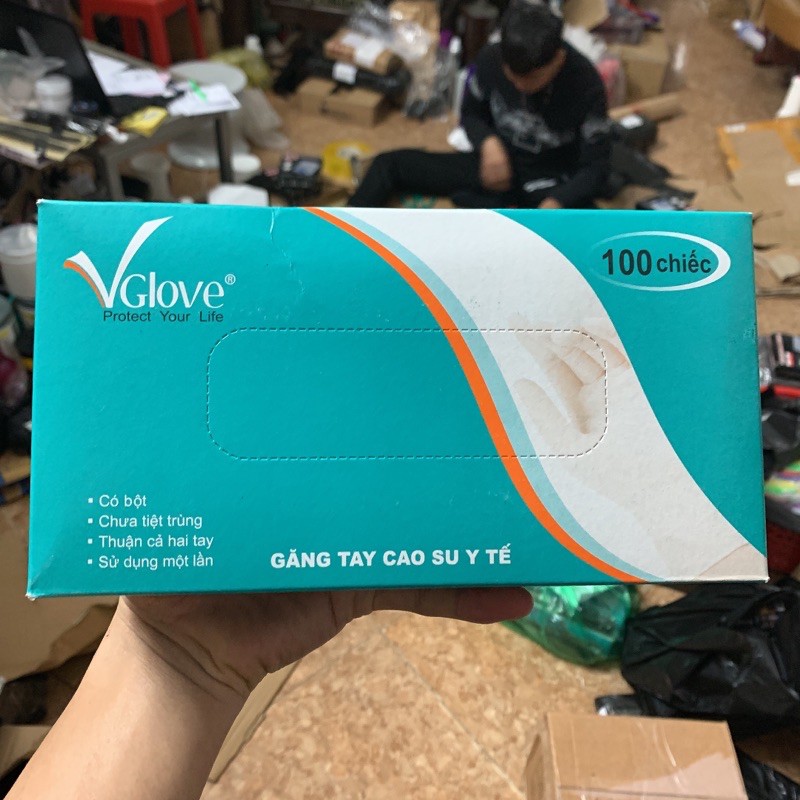 VGlove®
Protect Your Life
100 chiếc
▪ Có bột
▪ Chưa tiệt trùng
▪ Thuận cả hai tay
▪ Sử dụng một lần
GĂNG TAY CAO SU Y TẾ